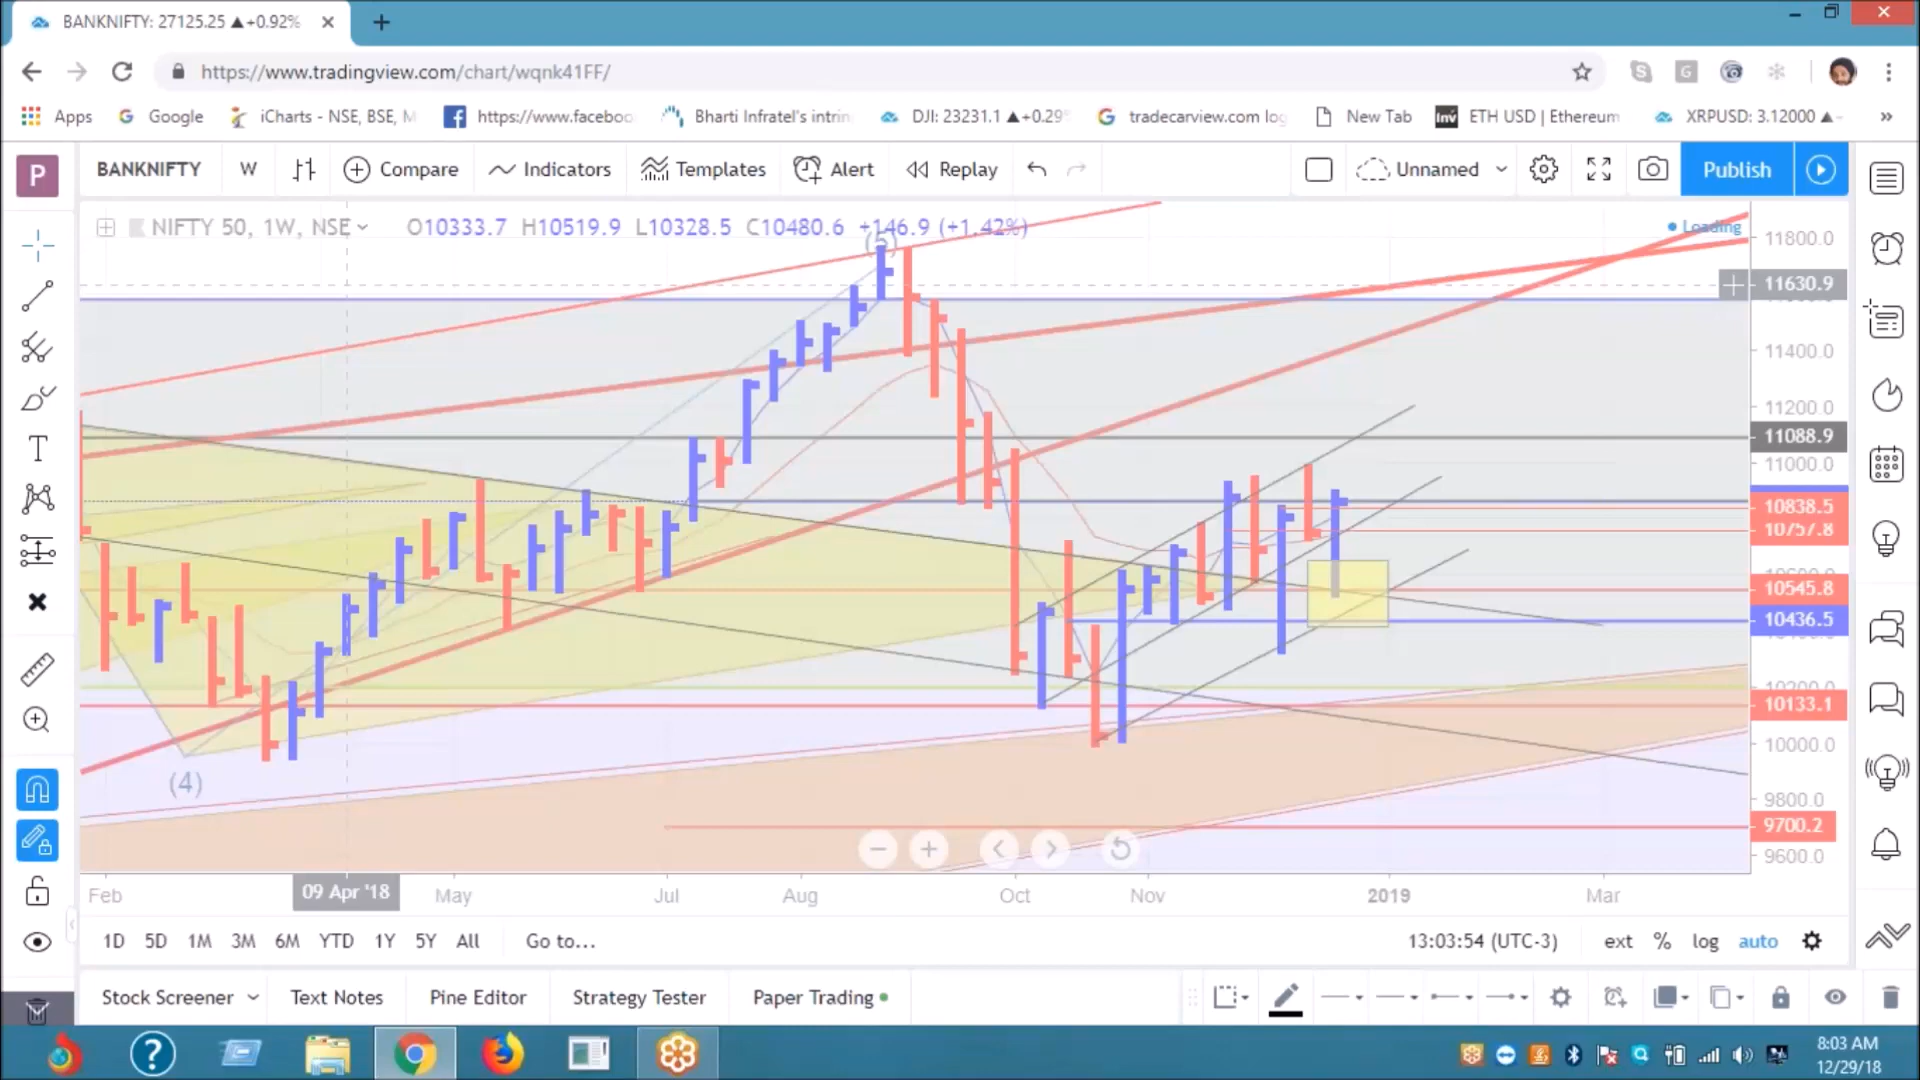 BANKNIFTY: 27125.25 ▲+0.92%
https://www.tradingview.com/chart/wqnk41FF/
Apps Google iCharts - NSE, BSE, M https://www.faceboo Bharti Infratel's intrin DJI: 23231.1 ▲+0.29 tradecarview.com log New Tab Inv ETH USD | Ethereum XRPUSD: 3.12000 ▲ »
P BANKNIFTY W Compare Indicators Templates Alert Replay Unnamed Publish
NIFTY 50, 1W, NSE O10333.7 H10519.9 L10328.5 C10480.6 +146.9 (+1.42%)
Loading
(5)
11800.0
11630.9
11400.0
11200.0
11088.9
11000.0
10838.5
10757.8
10545.8
10436.5
10200.0
10133.1
10000.0
(4)
9800.0
9700.2
9600.0
Feb 09 Apr '18 May Jul Aug Oct Nov 2019 Mar
1D 5D 1M 3M 6M YTD 1Y 5Y All Go to... 13:03:54 (UTC-3) ext % log auto
Stock Screener Text Notes Pine Editor Strategy Tester Paper Trading
8:03 AM
12/29/18